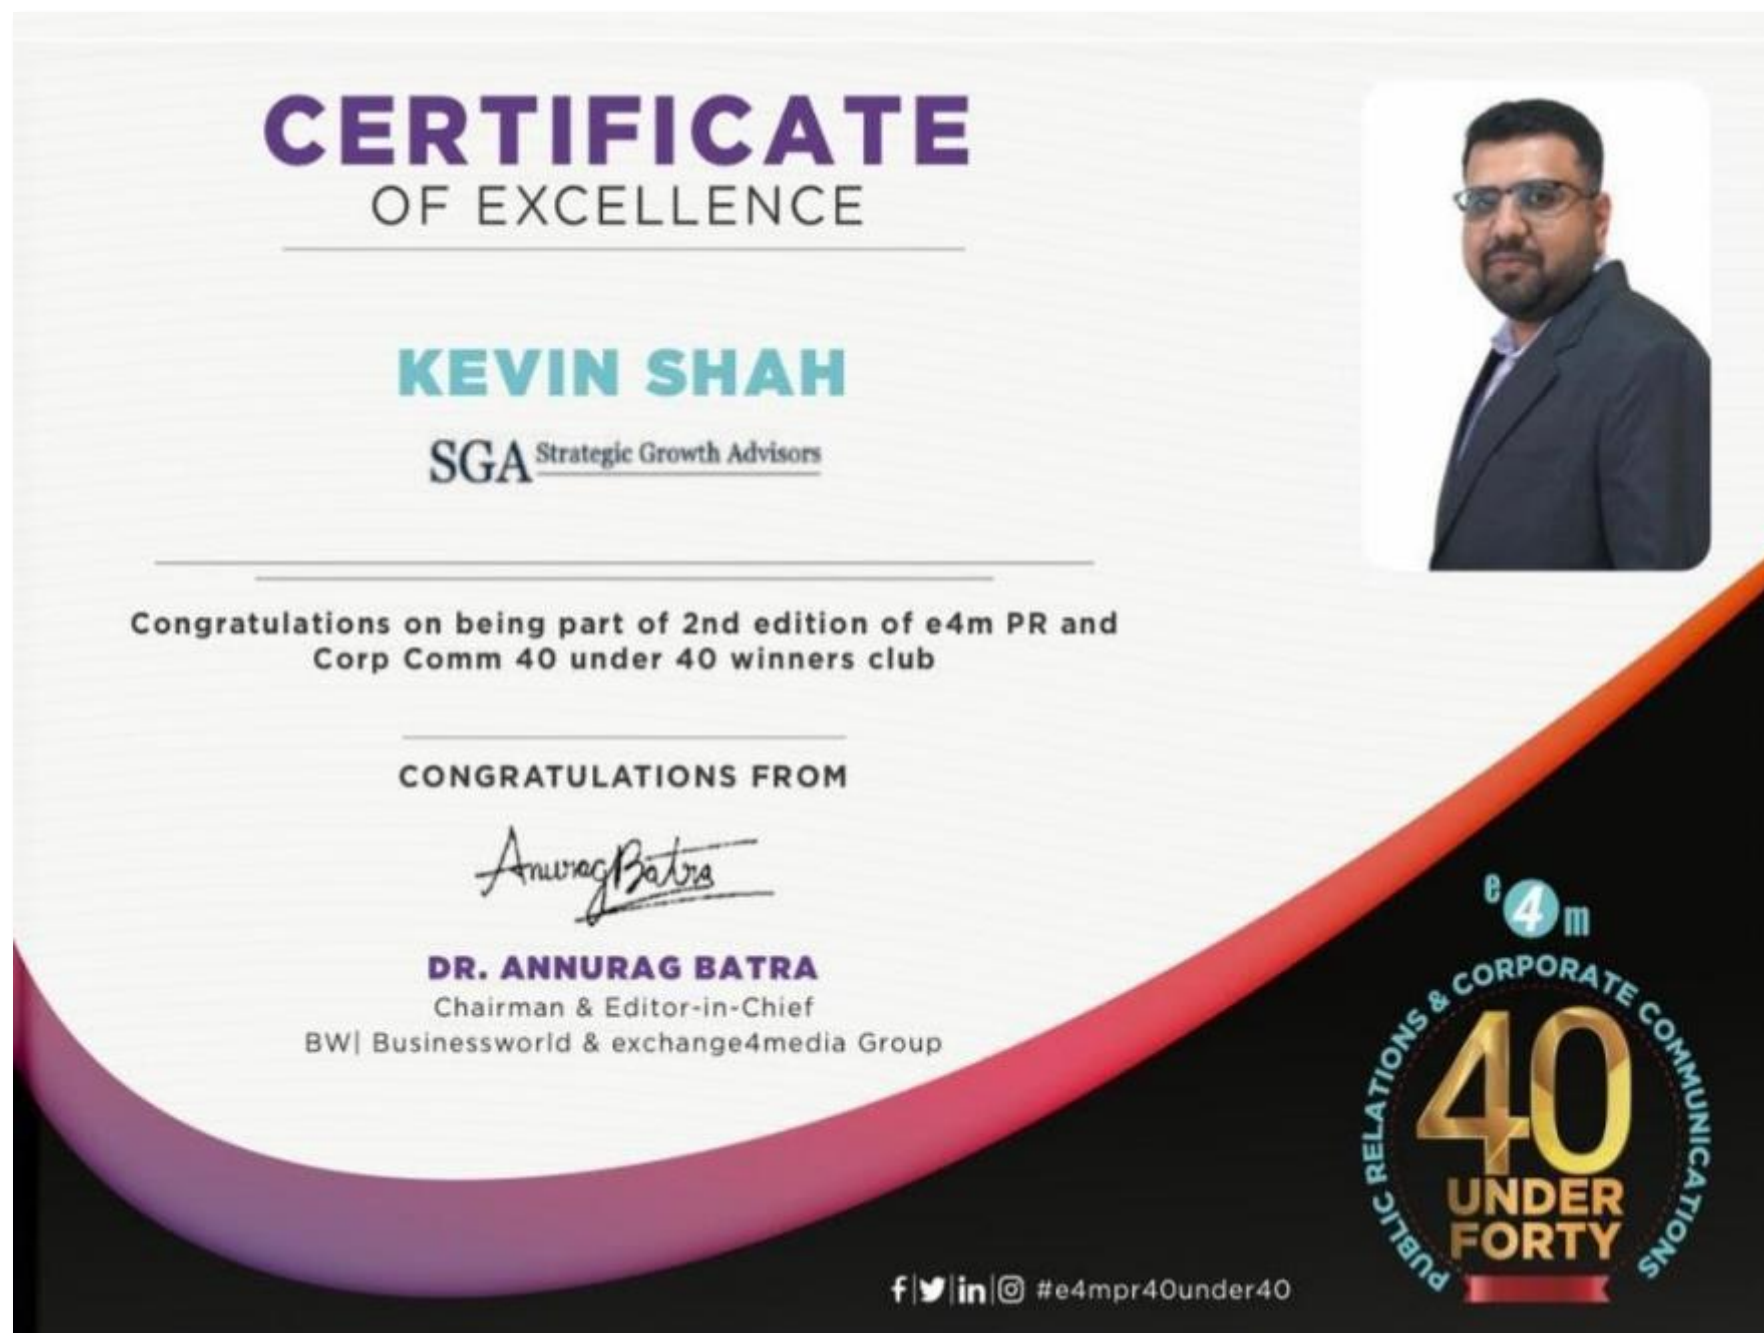 CERTIFICATE
OF EXCELLENCE
KEVIN SHAH
SGA Strategic Growth Advisors
Congratulations on being part of 2nd edition of e4m PR and
Corp Comm 40 under 40 winners club
CONGRATULATIONS FROM
Anurag Batra
DR. ANNURAG BATRA
Chairman & Editor-in-Chief
BW| Businessworld & exchange4media Group
e4m
PUBLIC RELATIONS & CORPORATE COMMUNICATIONS
40
UNDER
FORTY
#e4mpr40under40